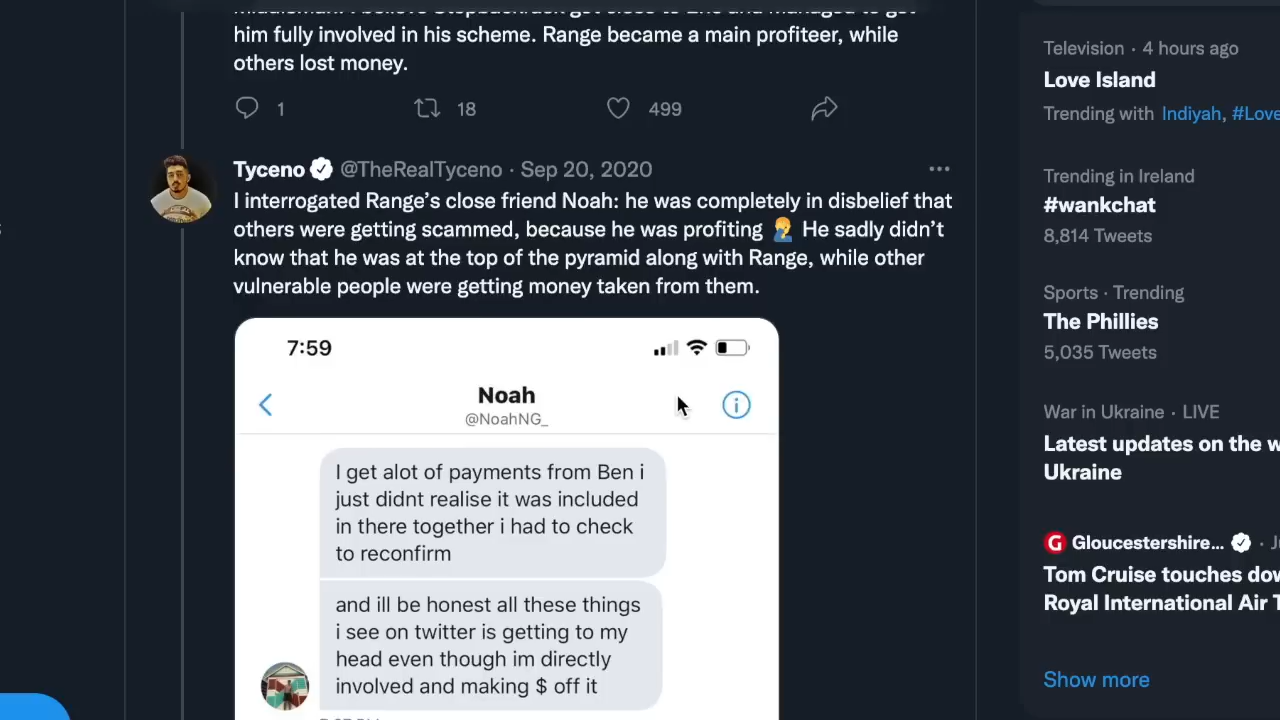 him fully involved in his scheme. Range became a main profiteer, while
others lost money.
1
18
499
Tyceno @TheRealTyceno · Sep 20, 2020
I interrogated Range’s close friend Noah: he was completely in disbelief that
others were getting scammed, because he was profiting 🤦‍♂️ He sadly didn’t
know that he was at the top of the pyramid along with Range, while other
vulnerable people were getting money taken from them.
7:59
Noah
@NoahNG_
I get alot of payments from Ben i
just didnt realise it was included
in there together i had to check
to reconfirm
and ill be honest all these things
i see on twitter is getting to my
head even though im directly
involved and making $ off it
Television · 4 hours ago
Love Island
Trending with Indiyah, #Love
Trending in Ireland
#wankchat
8,814 Tweets
Sports · Trending
The Phillies
5,035 Tweets
War in Ukraine · LIVE
Latest updates on the w
Ukraine
G Gloucestershire... ·
Tom Cruise touches dow
Royal International Air T
Show more